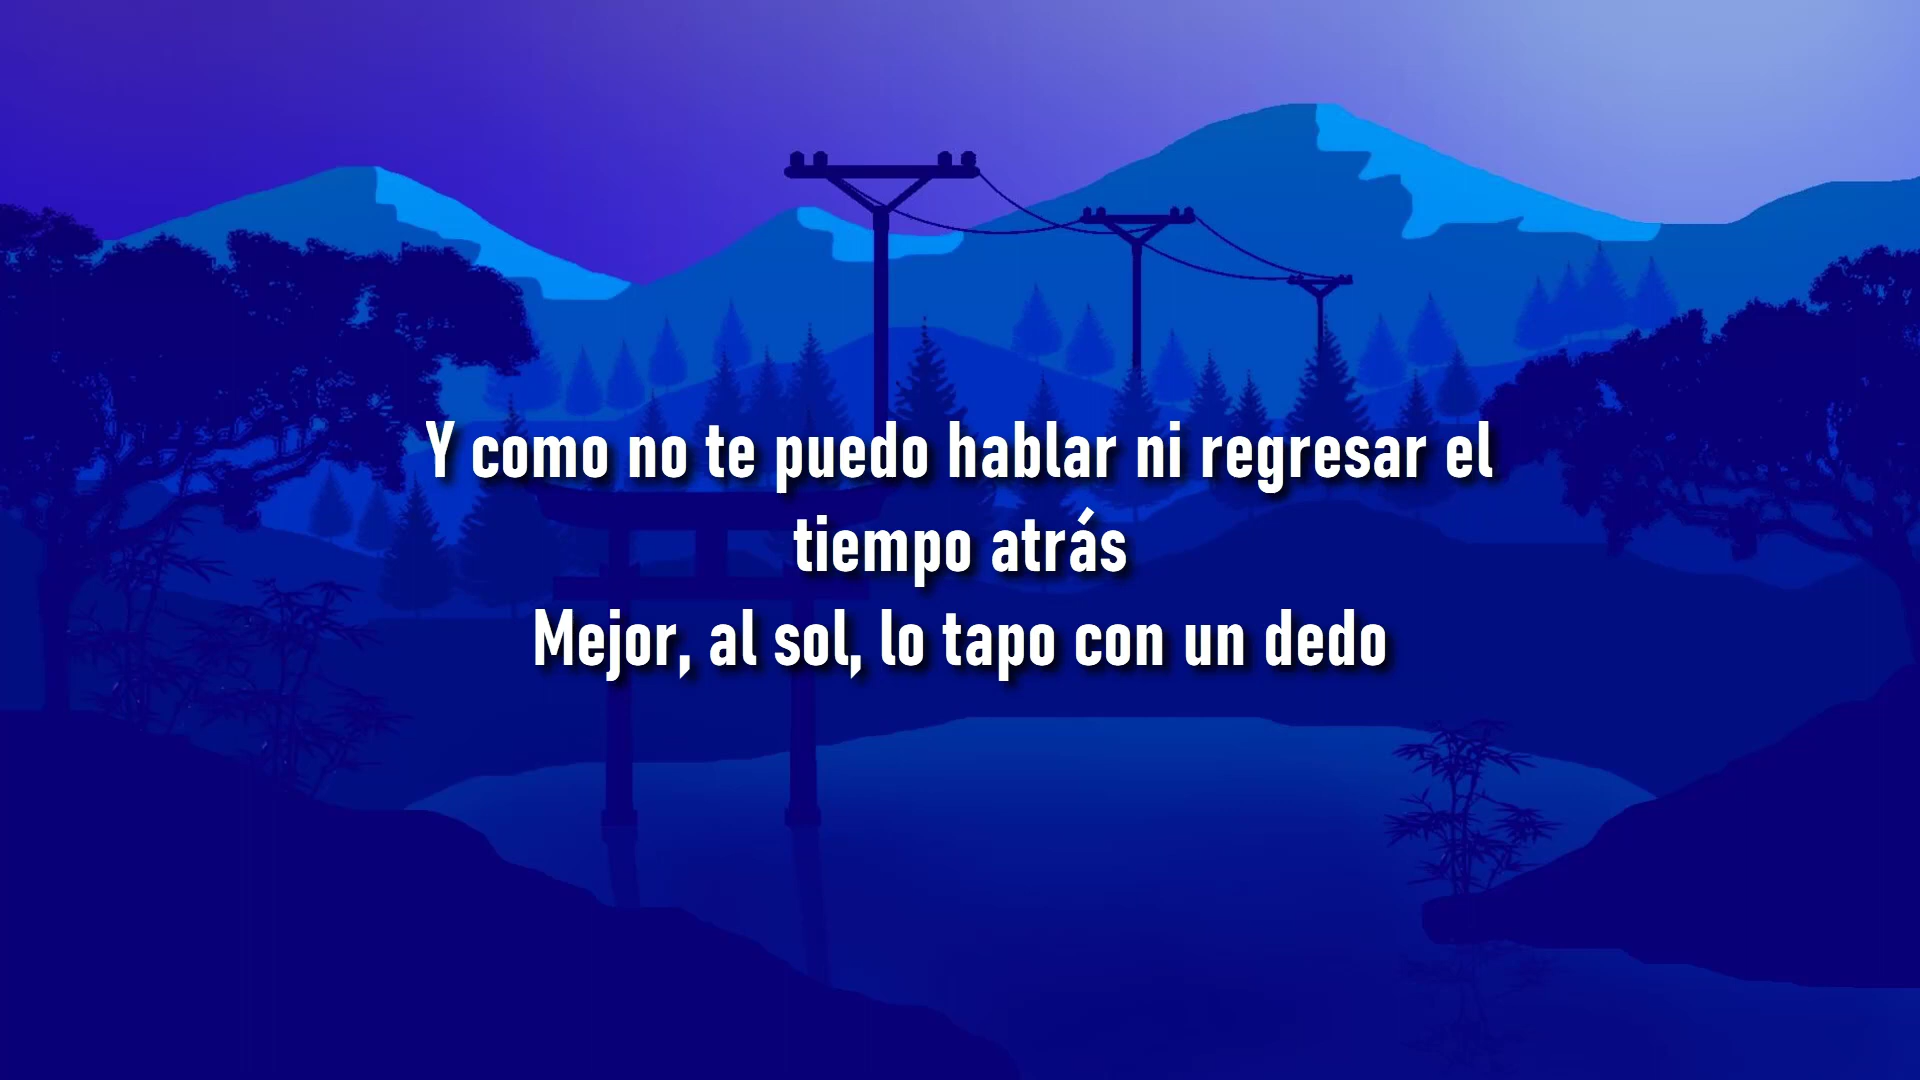 Y como no te puedo hablar ni regresar el
tiempo atrás
Mejor, al sol, lo tapo con un dedo